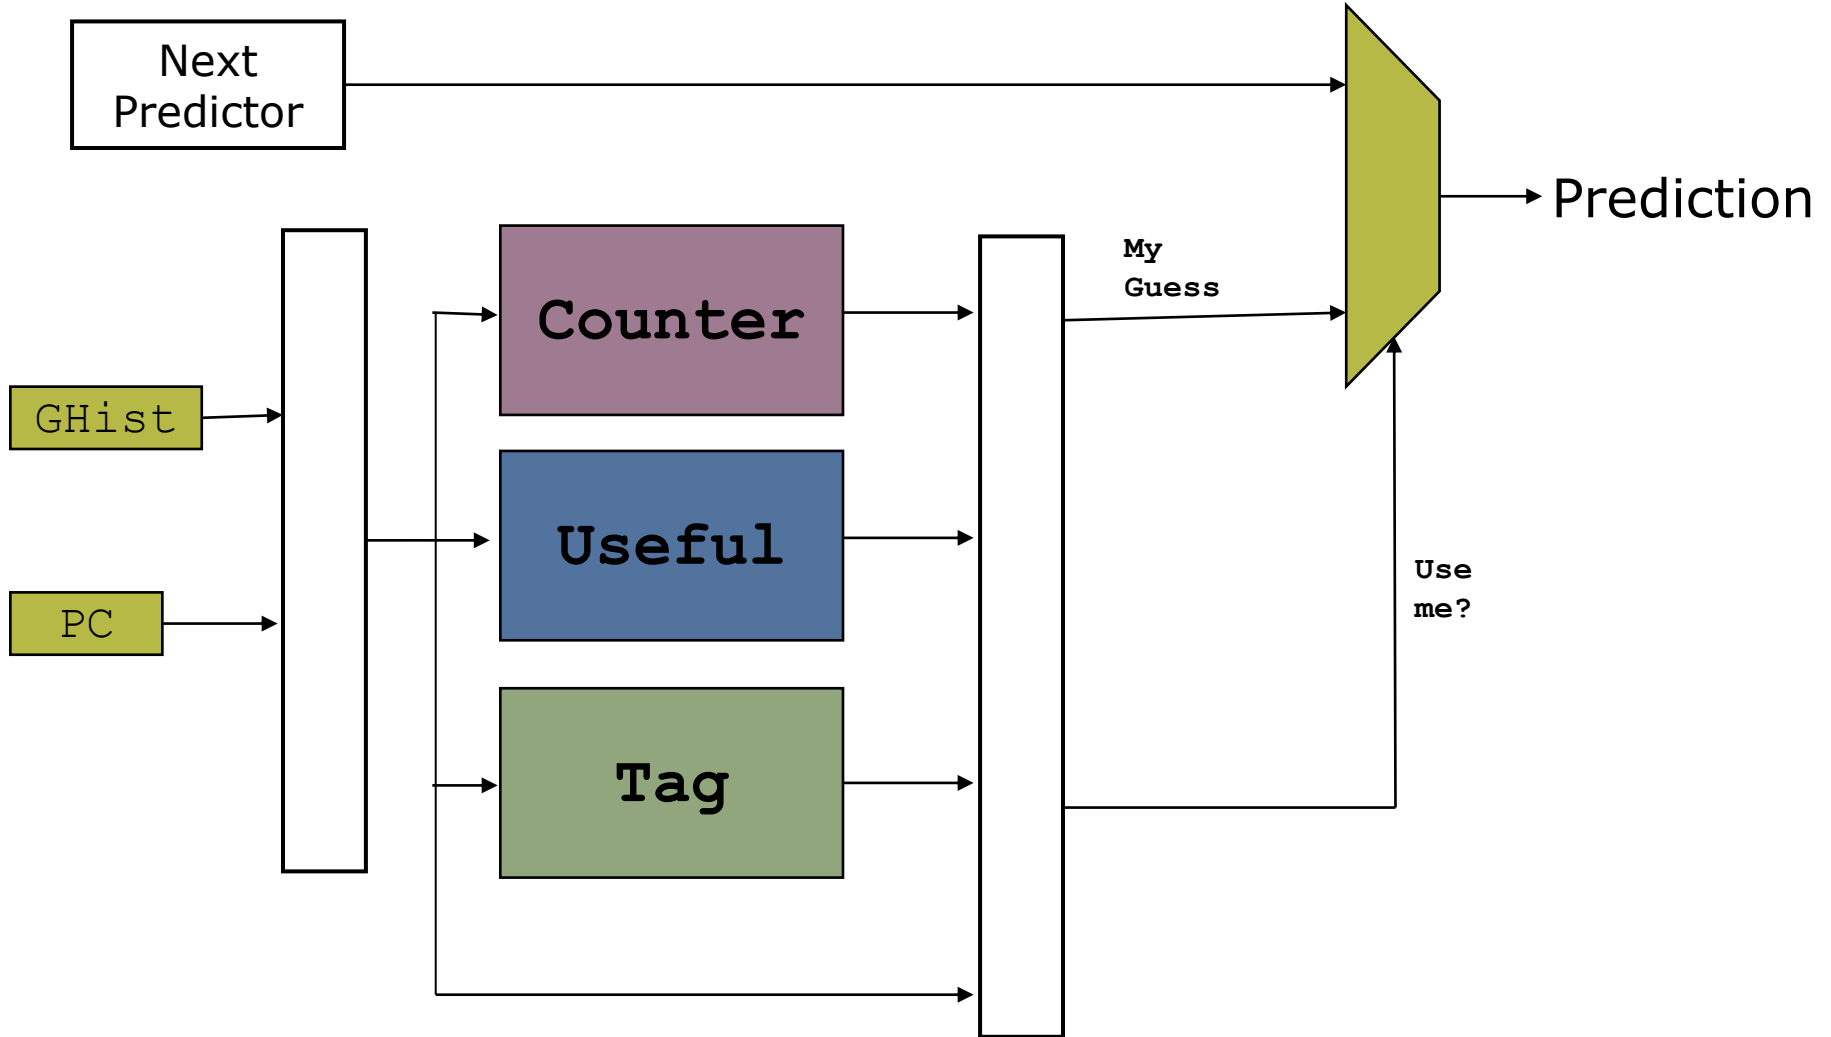 Next
Predictor
Prediction
My
Guess
Counter
GHist
Useful
Use
me?
PC
Tag